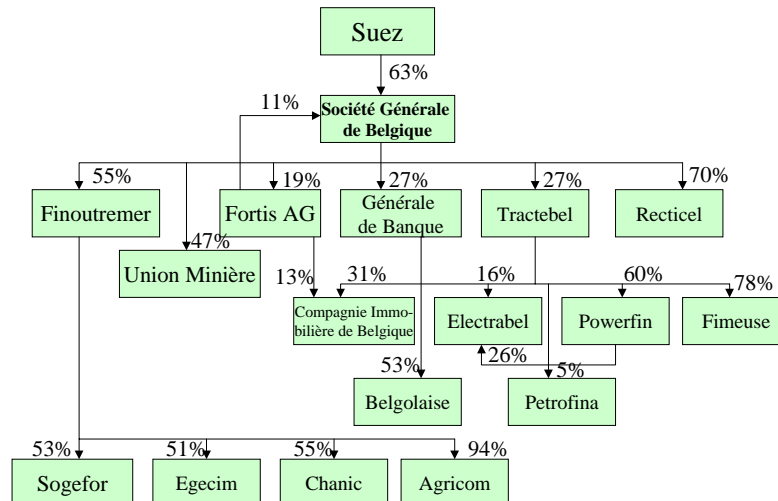 Suez
63%
11%
Société Générale
de Belgique
55%
19%
27%
27%
70%
Finoutremer
Fortis AG
Générale
de Banque
Tractebel
Recticel
47%
Union Minière
13%
31%
16%
60%
78%
Compagnie Immo-
bilière de Belgique
Electrabel
Powerfin
Fimeuse
26%
53%
5%
Belgolaise
Petrofina
53%
51%
55%
94%
Sogefor
Egecim
Chanic
Agricom